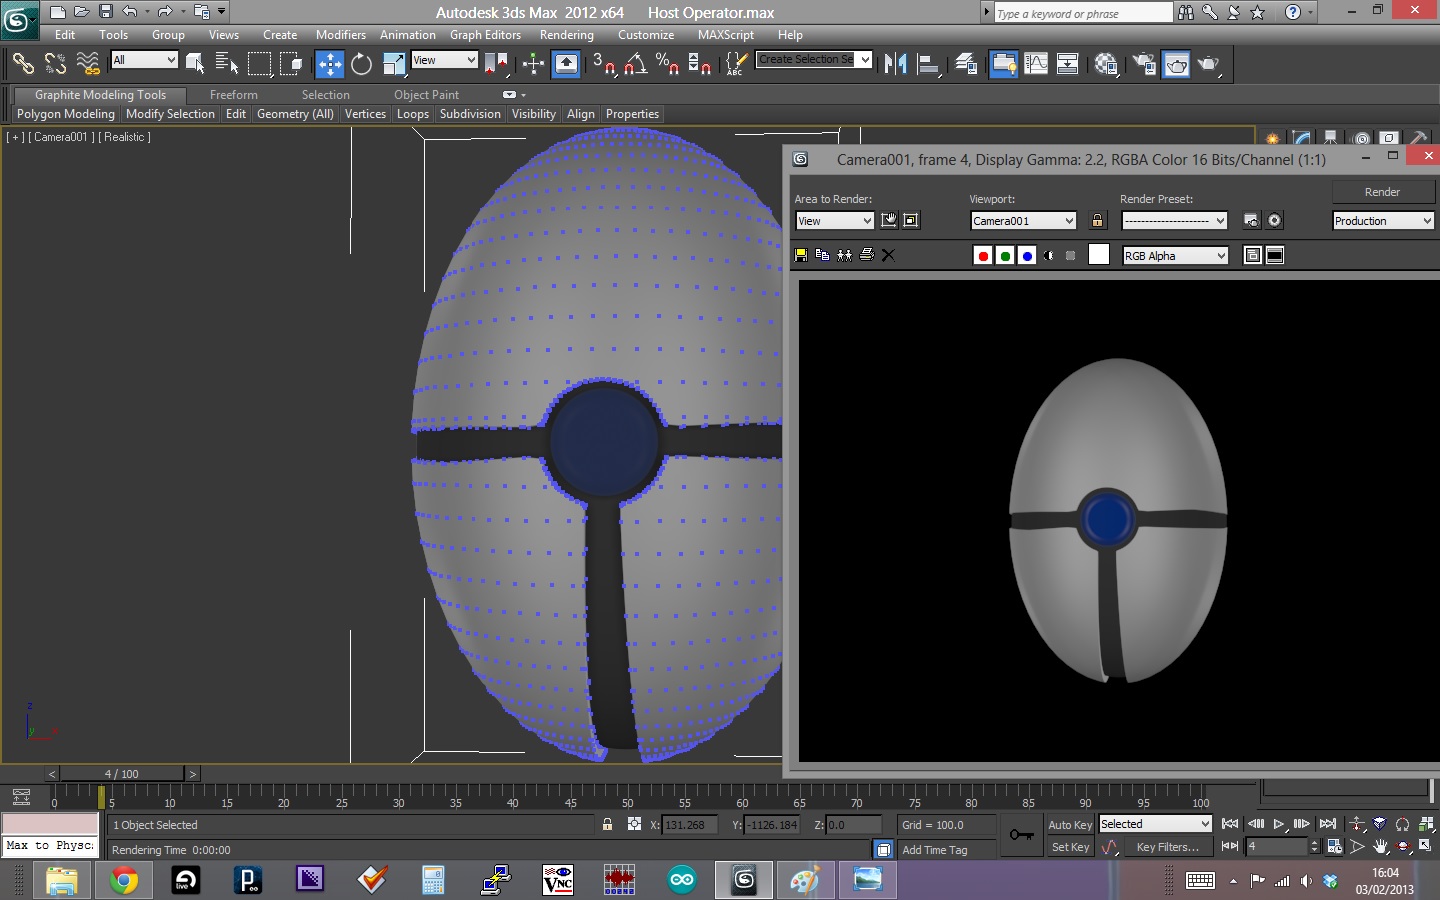 Autodesk 3ds Max 2012 x64 Host Operator.max
Type a keyword or phrase
Edit Tools Group Views Create Modifiers Animation Graph Editors Rendering Customize MAXScript Help
All View 3 Create Selection Se
Graphite Modeling Tools Freeform Selection Object Paint
Polygon Modeling Modify Selection Edit Geometry (All) Vertices Loops Subdivision Visibility Align Properties
[ + ] [ Camera001 ] [ Realistic ]
Camera001, frame 4, Display Gamma: 2.2, RGBA Color 16 Bits/Channel (1:1)
Area to Render: Viewport: Render Preset: Render
View Camera001 -------------------- Production
RGB Alpha
z
y x
< 4 / 100 >
0 5 10 15 20 25 30 35 40 45 50 55 60 65 70 75 80 85 90 95 100
1 Object Selected X: 131.268 Y: -1126.184 Z: 0.0 Grid = 100.0 Auto Key Selected
Max to Physc: Rendering Time 0:00:00 Add Time Tag Set Key Key Filters... 4
live P VNC
16:04
03/02/2013